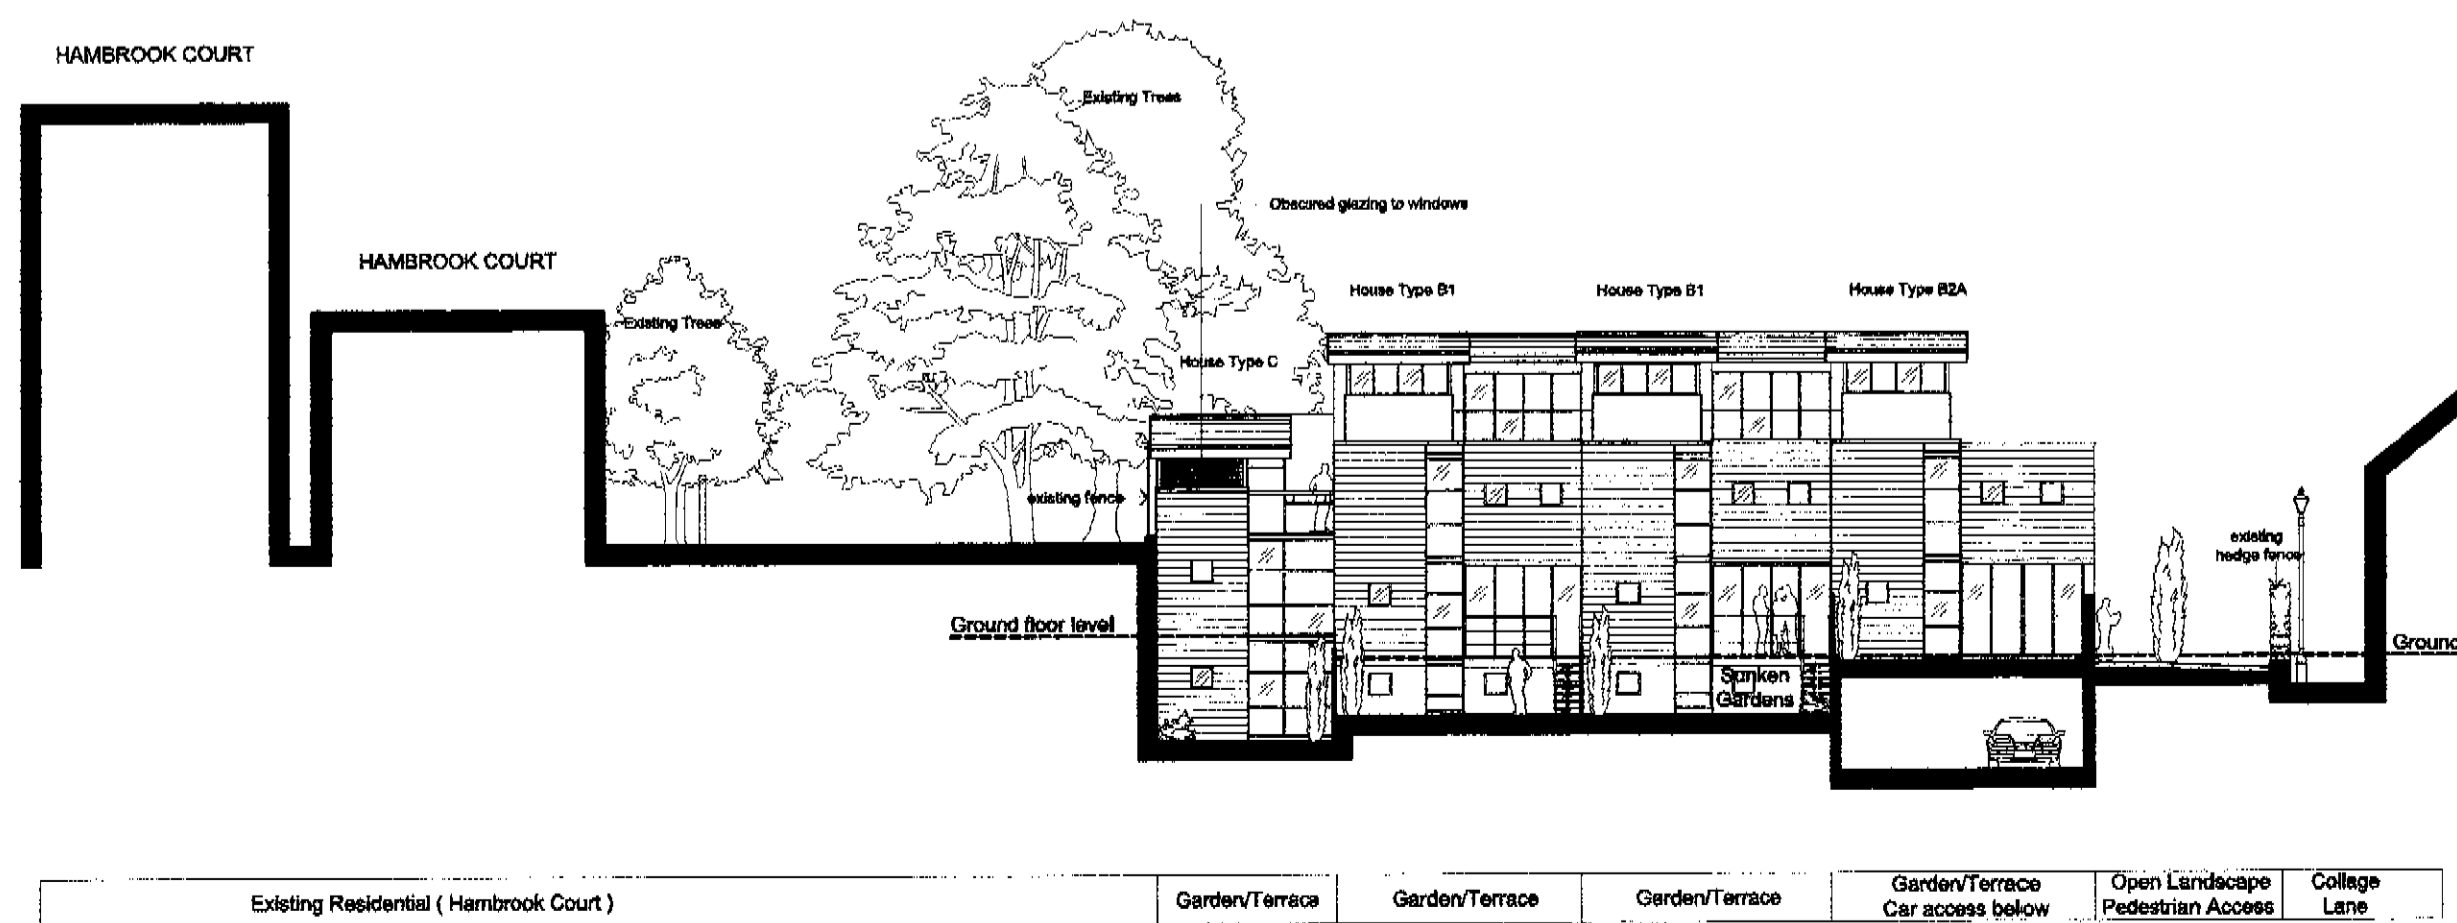 HAMBROOK COURT
Existing Trees
Obscured glazing to windows
HAMBROOK COURT
House Type B1
House Type B1
House Type B2A
Existing Trees
House Type C
existing fence
existing
hedge fence
Ground floor level
Ground
Sunken
Gardens
Existing Residential ( Hambrook Court )
Garden/Terrace
Garden/Terrace
Garden/Terrace
Garden/Terrace
Car access below
Open Landscape
Pedestrian Access
College
Lane